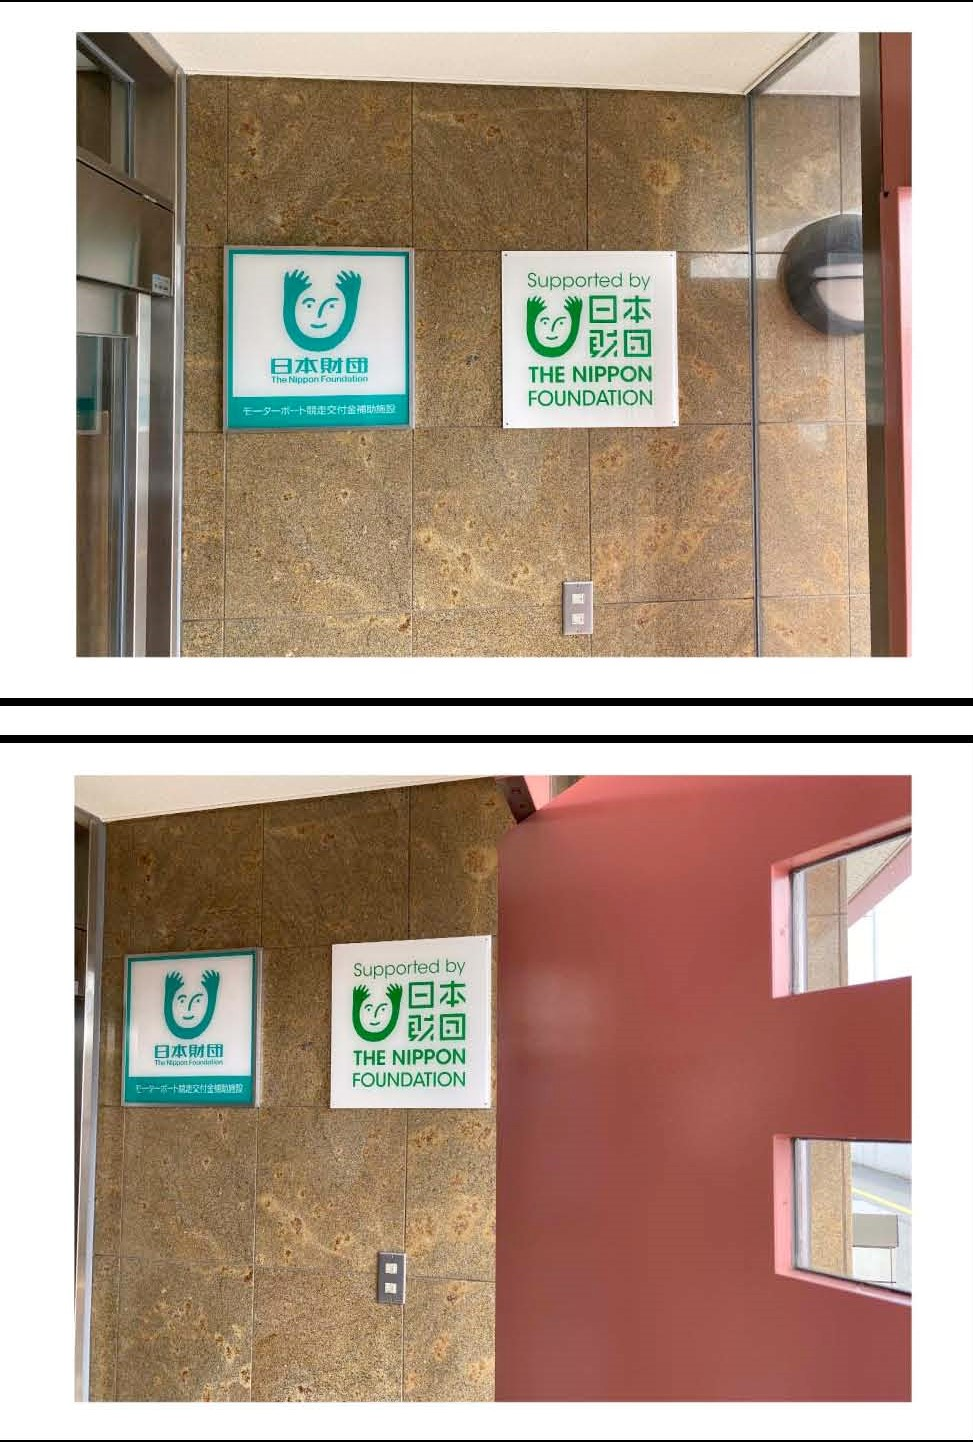 日本財団
The Nippon Foundation
モーターボート競走交付金補助施設
Supported by
日本
財団
THE NIPPON
FOUNDATION
日本財団
The Nippon Foundation
モーターボート競走交付金補助施設
Supported by
日本
財団
THE NIPPON
FOUNDATION